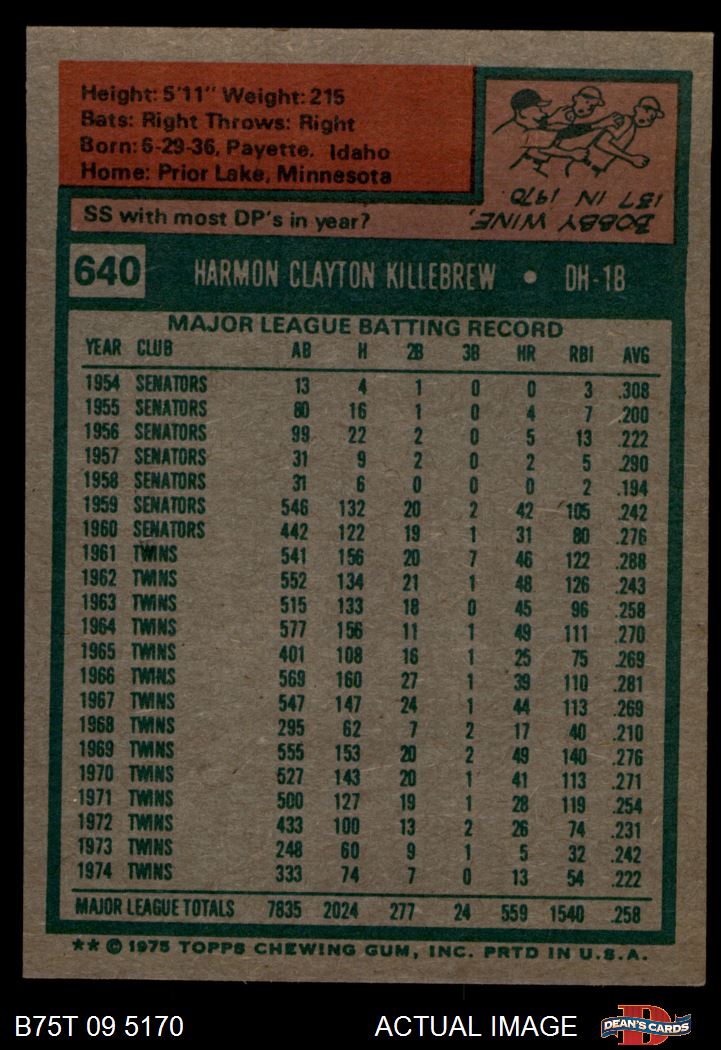 Height: 5'11" Weight: 215
Bats: Right Throws: Right
Born: 6-29-36, Payette, Idaho
Home: Prior Lake, Minnesota
SS with most DP's in year?
BOBBY WINE,
157 IN 1970.
640 HARMON CLAYTON KILLEBREW • DH-1B
MAJOR LEAGUE BATTING RECORD
YEAR CLUB AB H 2B 3B HR RBI AVG
1954 SENATORS 13 4 1 0 0 3 .308
1955 SENATORS 80 16 1 0 4 7 .200
1956 SENATORS 99 22 2 0 5 13 .222
1957 SENATORS 31 9 2 0 2 5 .290
1958 SENATORS 31 6 0 0 0 2 .194
1959 SENATORS 546 132 20 2 42 105 .242
1960 SENATORS 442 122 19 1 31 80 .276
1961 TWINS 541 156 20 7 46 122 .288
1962 TWINS 552 134 21 1 48 126 .243
1963 TWINS 515 133 18 0 45 96 .258
1964 TWINS 577 156 11 1 49 111 .270
1965 TWINS 401 108 16 1 25 75 .269
1966 TWINS 569 160 27 1 39 110 .281
1967 TWINS 547 147 24 1 44 113 .269
1968 TWINS 295 62 7 2 17 40 .210
1969 TWINS 555 153 20 2 49 140 .276
1970 TWINS 527 143 20 1 41 113 .271
1971 TWINS 500 127 19 1 28 119 .254
1972 TWINS 433 100 13 2 26 74 .231
1973 TWINS 248 60 9 1 5 32 .242
1974 TWINS 333 74 7 0 13 54 .222
MAJOR LEAGUE TOTALS 7835 2024 277 24 559 1540 .258
** © 1975 TOPPS CHEWING GUM, INC. PRTD IN U.S.A.
B75T 09 5170 ACTUAL IMAGE DEAN'S CARDS